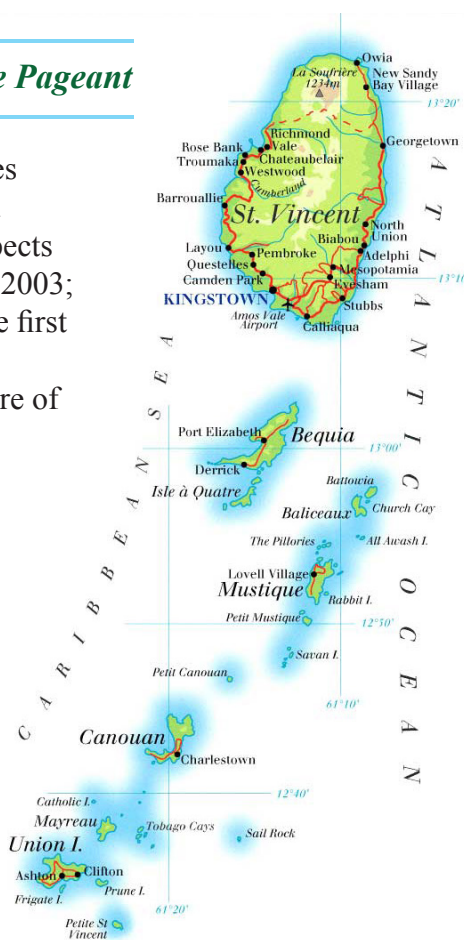 e Pageant
es
pects
2003;
e first
re of
Owia
La Soufrière
1234m
New Sandy
Bay Village
13°20'
Richmond
Vale
Georgetown
Rose Bank
Chateaubelair
Troumaka
Westwood
Cumberland
Barrouallie
St. Vincent
North
Union
Biabou
Layou
Pembroke
Adelphi
Questelles
Mesopotamia
Camden Park
Evesham
13°10'
KINGSTOWN
Stubbs
Amos Vale
Airport
Calliaqua
ATLANTIC OCEAN
CARIBBEAN SEA
Port Elizabeth
Bequia
13°00'
Derrick
Isle à Quatre
Battowia
Baliceaux
Church Cay
The Pillories
All Awash I.
Lovell Village
Mustique
Rabbit I.
Petit Mustique
12°50'
Savan I.
Petit Canouan
61°10'
Canouan
Charlestown
12°40'
Catholic I.
Mayreau
Tobago Cays
Sail Rock
Union I.
Ashton
Clifton
Frigate I.
Prune I.
61°20'
Petite St
Vincent